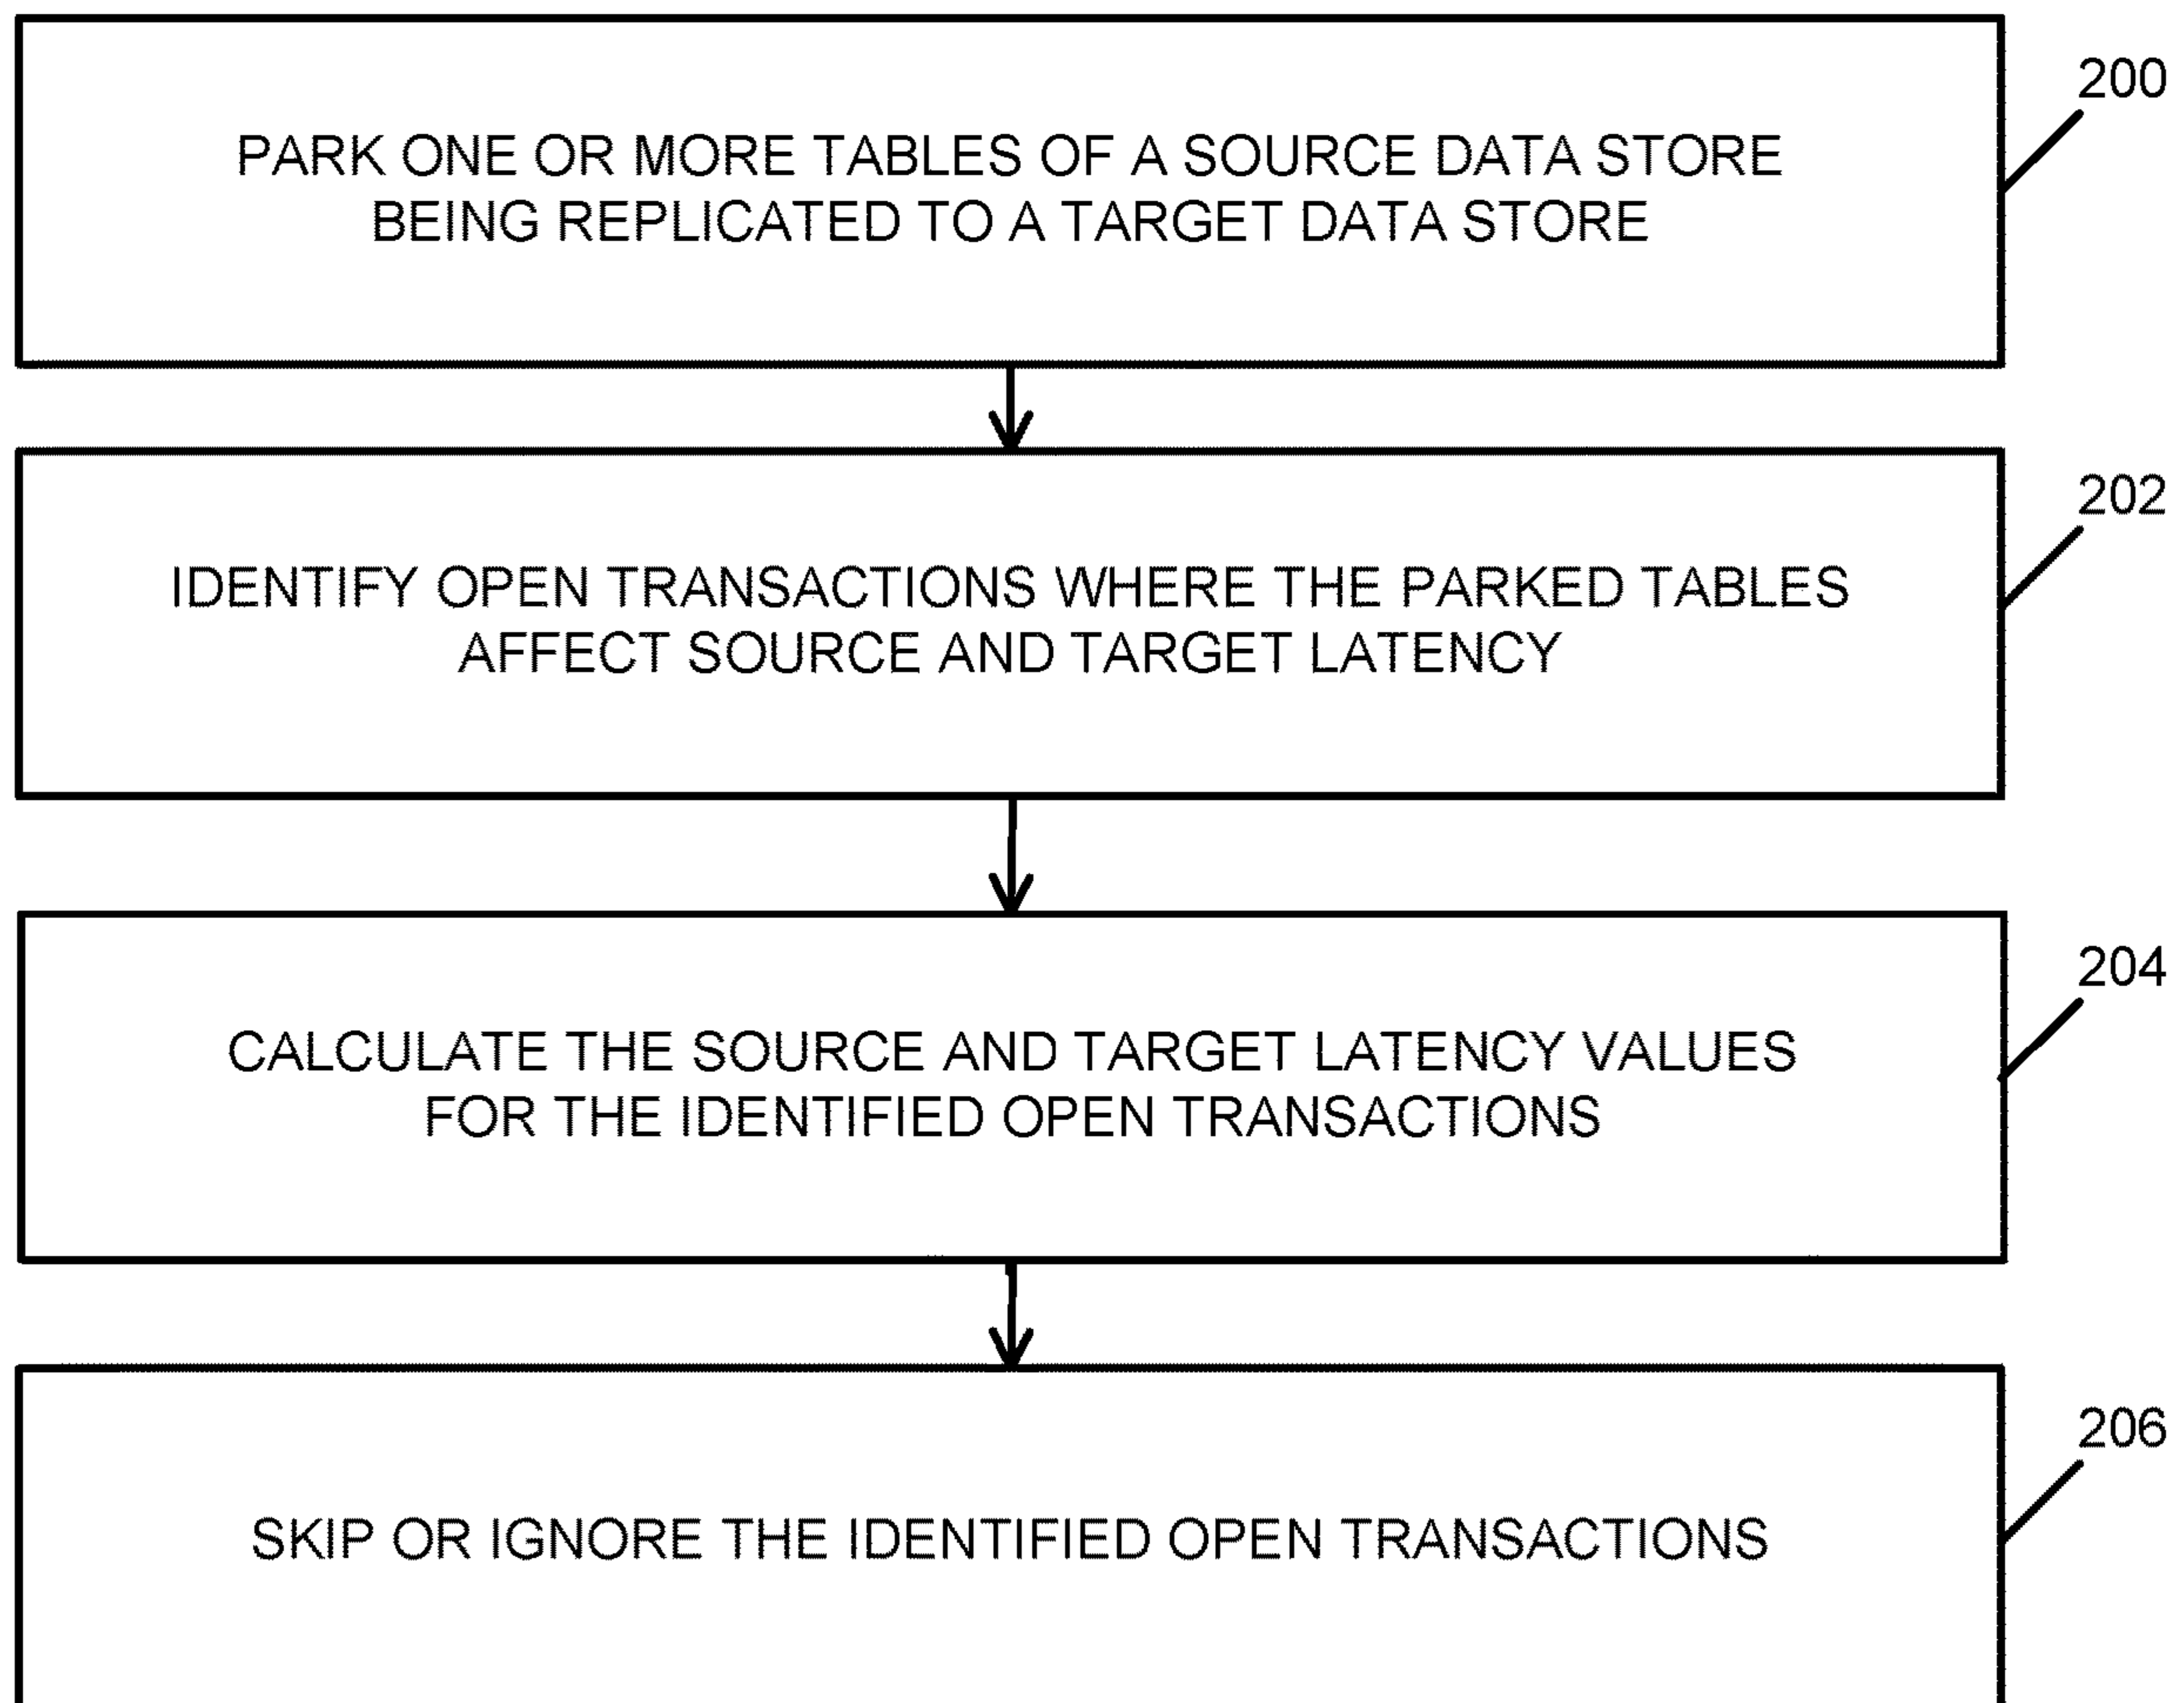 PARK ONE OR MORE TABLES OF A SOURCE DATA STORE
BEING REPLICATED TO A TARGET DATA STORE
200
IDENTIFY OPEN TRANSACTIONS WHERE THE PARKED TABLES
AFFECT SOURCE AND TARGET LATENCY
202
CALCULATE THE SOURCE AND TARGET LATENCY VALUES
FOR THE IDENTIFIED OPEN TRANSACTIONS
204
SKIP OR IGNORE THE IDENTIFIED OPEN TRANSACTIONS
206